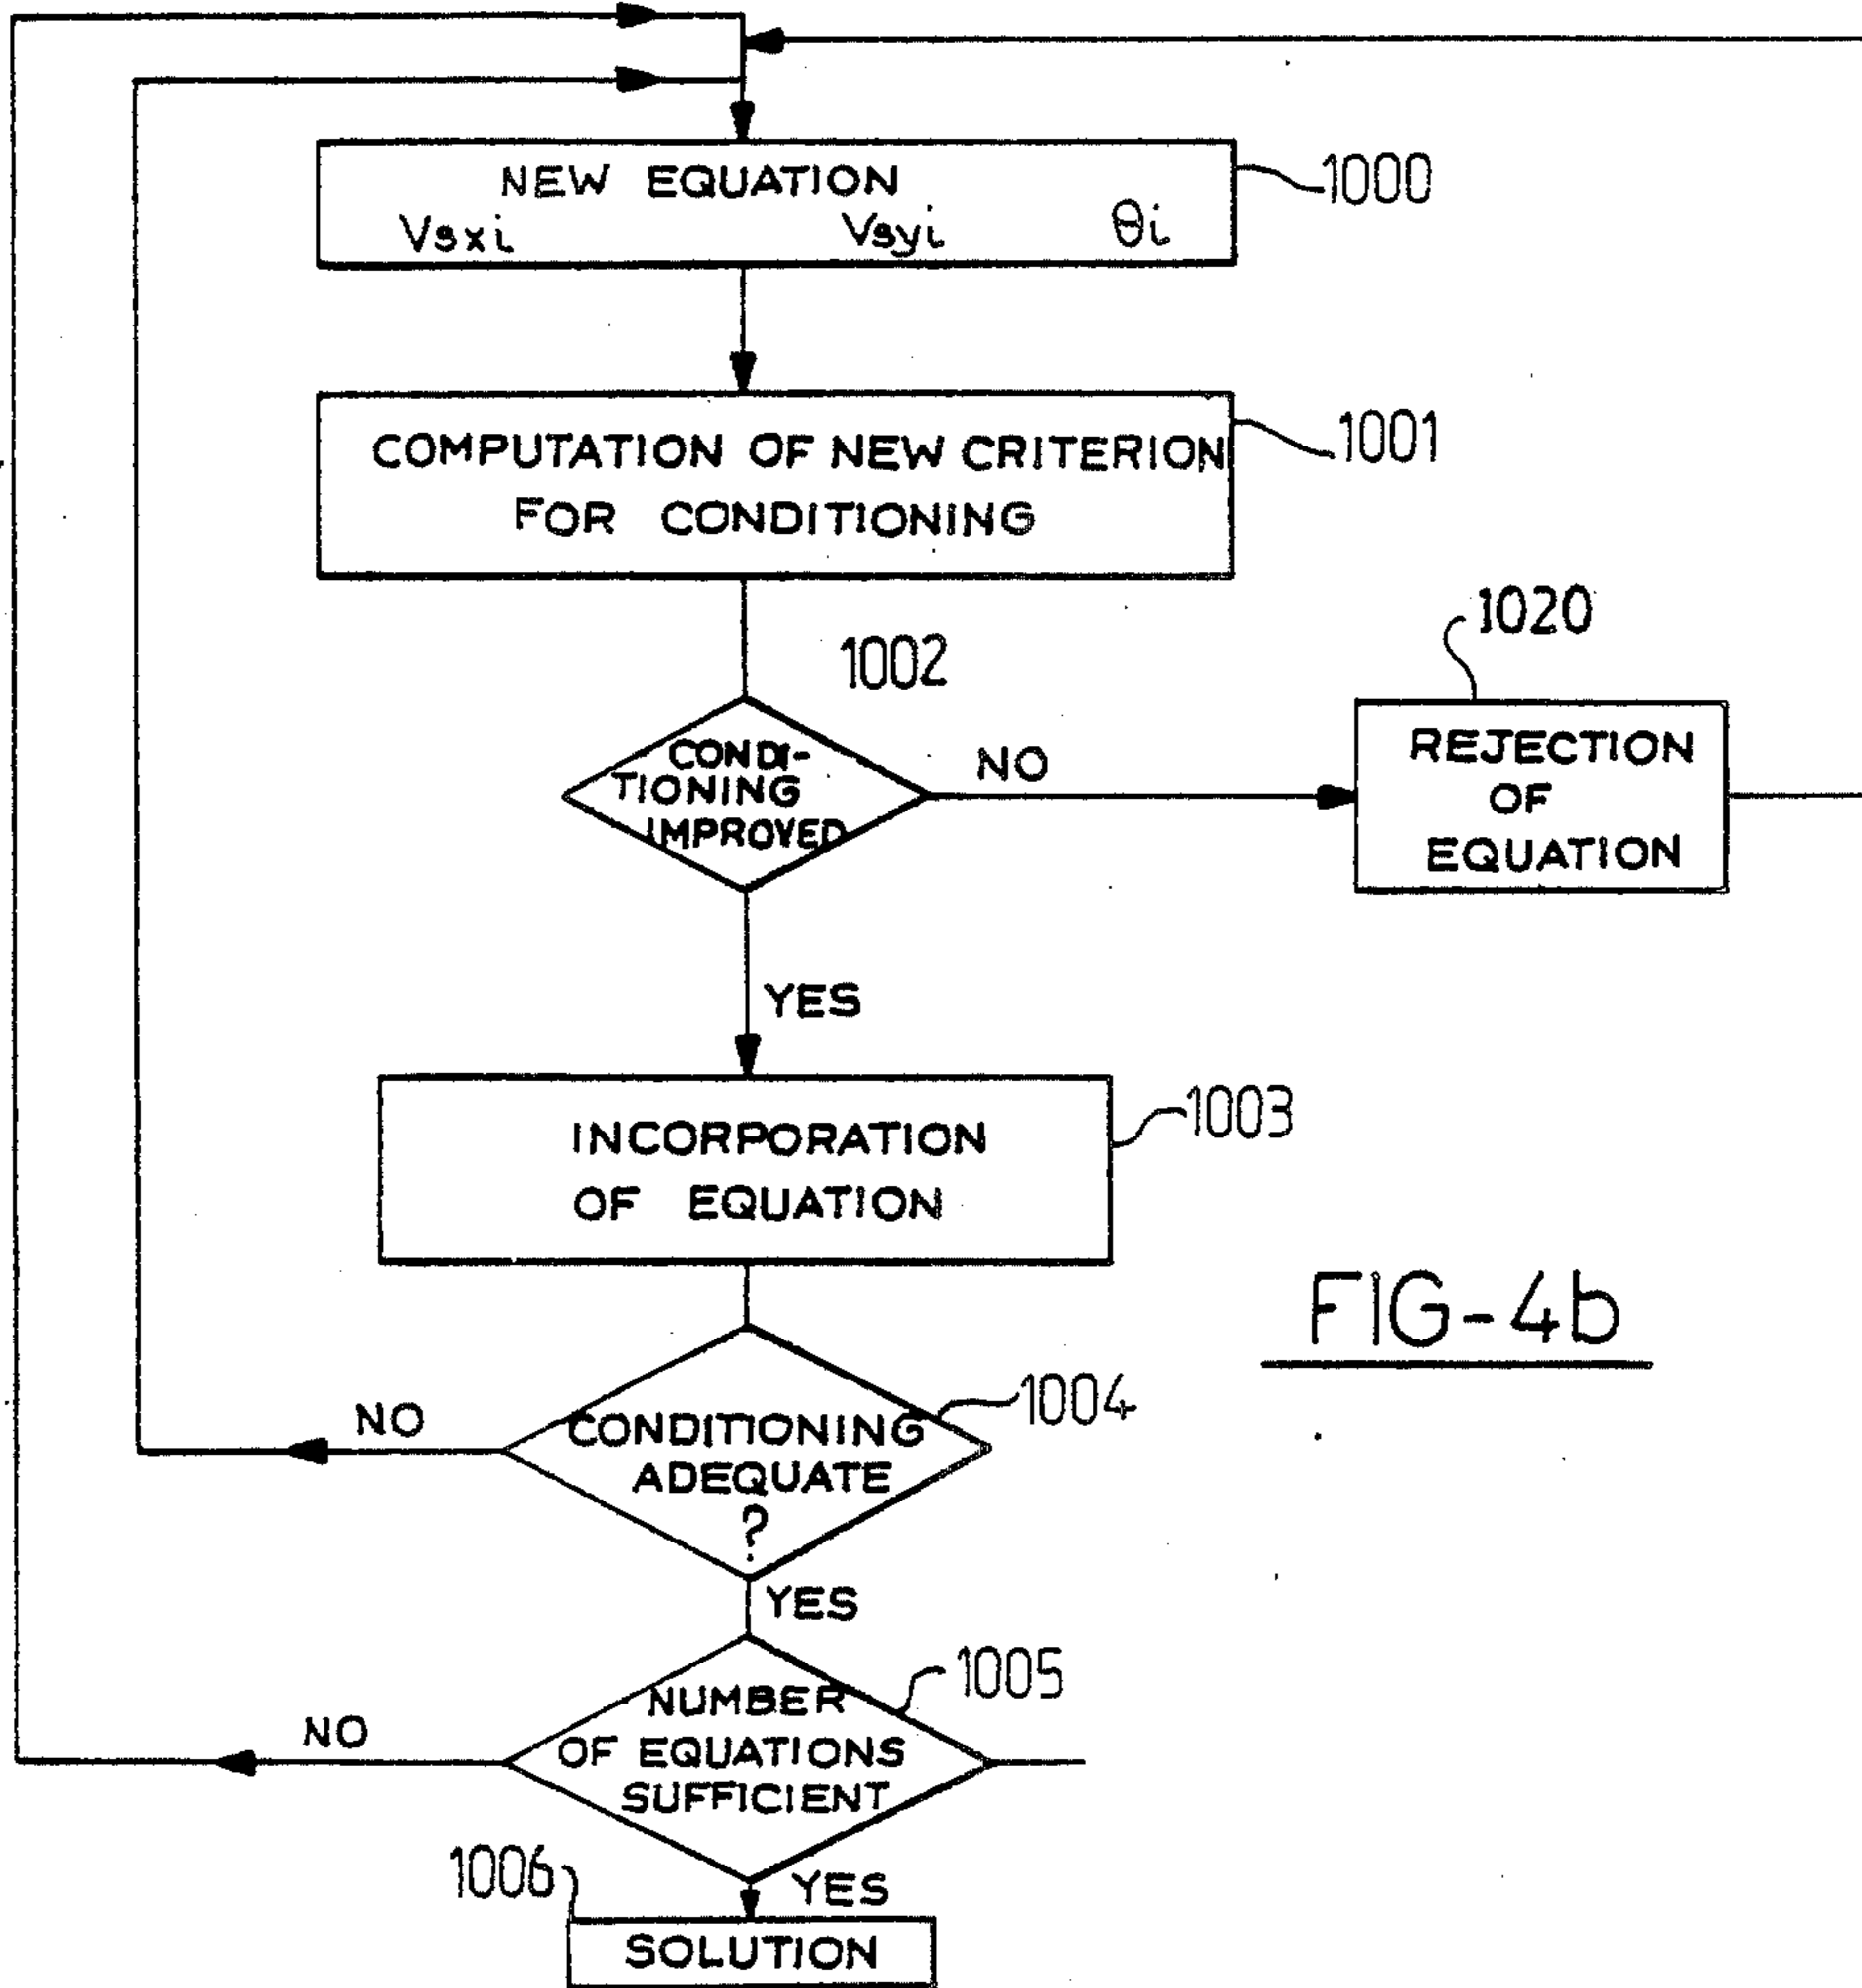 NEW EQUATION
Vsxi Vsyi θi
1000
COMPUTATION OF NEW CRITERION
FOR CONDITIONING
1001
1002
CONDI-
TIONING
IMPROVED
NO
1020
REJECTION
OF
EQUATION
YES
INCORPORATION
OF EQUATION
1003
FIG-4b
CONDITIONING
ADEQUATE
?
1004
NO
YES
NUMBER
OF EQUATIONS
SUFFICIENT
1005
NO
YES
1006
SOLUTION